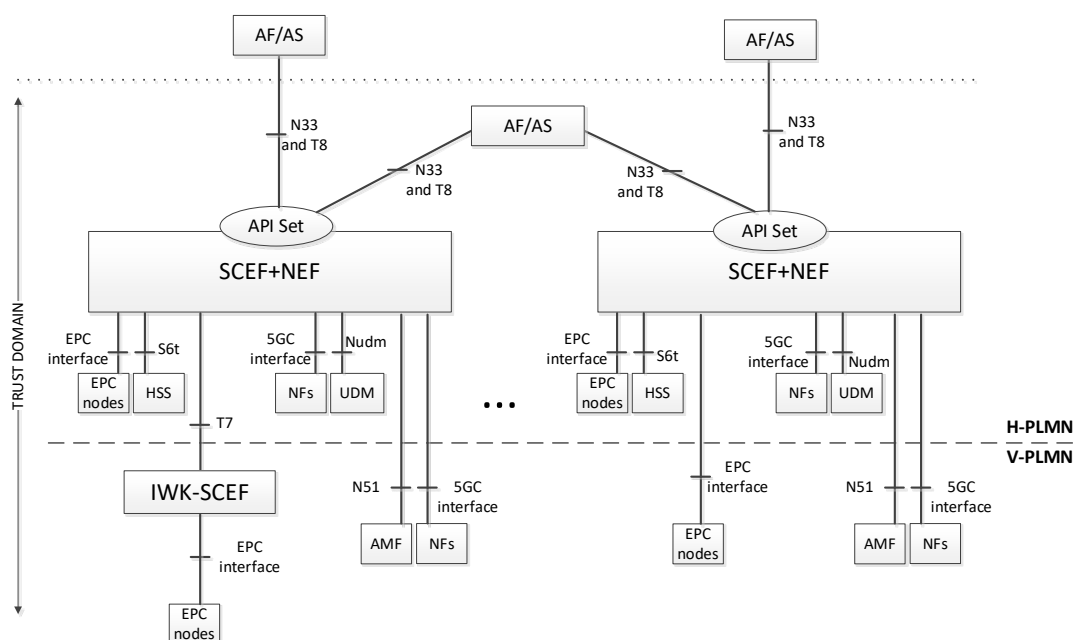 AF/AS
AF/AS
N33
and T8
AF/AS
N33
and T8
N33
and T8
N33
and T8
API Set
API Set
SCEF+NEF
SCEF+NEF
TRUST DOMAIN
EPC
interface
S6t
5GC
interface
Nudm
EPC
interface
S6t
5GC
interface
Nudm
EPC
nodes
HSS
NFs
UDM
...
EPC
nodes
HSS
NFs
UDM
T7
H-PLMN
V-PLMN
IWK-SCEF
N51
5GC
interface
EPC
interface
N51
5GC
interface
EPC
interface
AMF
NFs
EPC
nodes
AMF
NFs
EPC
nodes